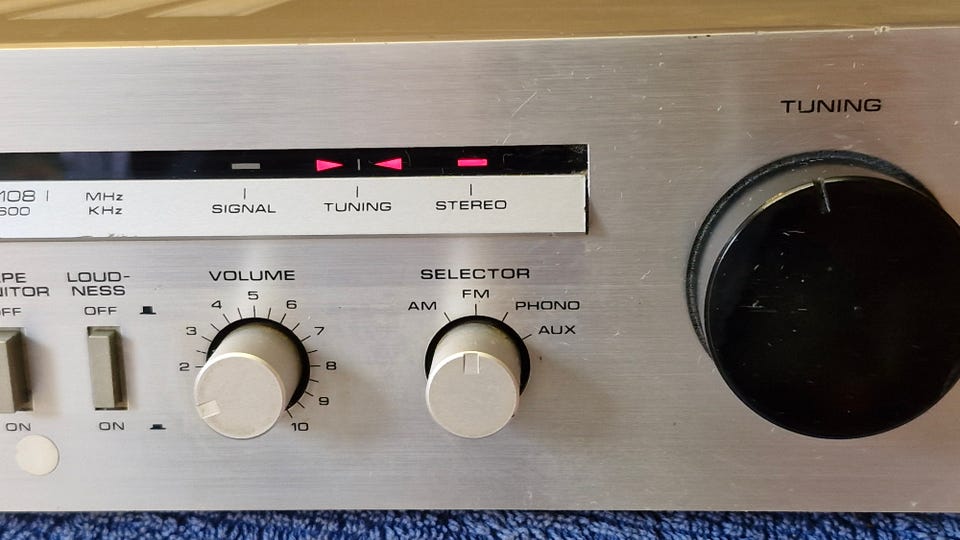 TUNING
108 MHz
600 KHz
SIGNAL TUNING STEREO
LOUD-
NESS
OFF
ON
VOLUME
2 3 4 5 6 7 8 9 10
SELECTOR
AM FM PHONO AUX
OFF
ON